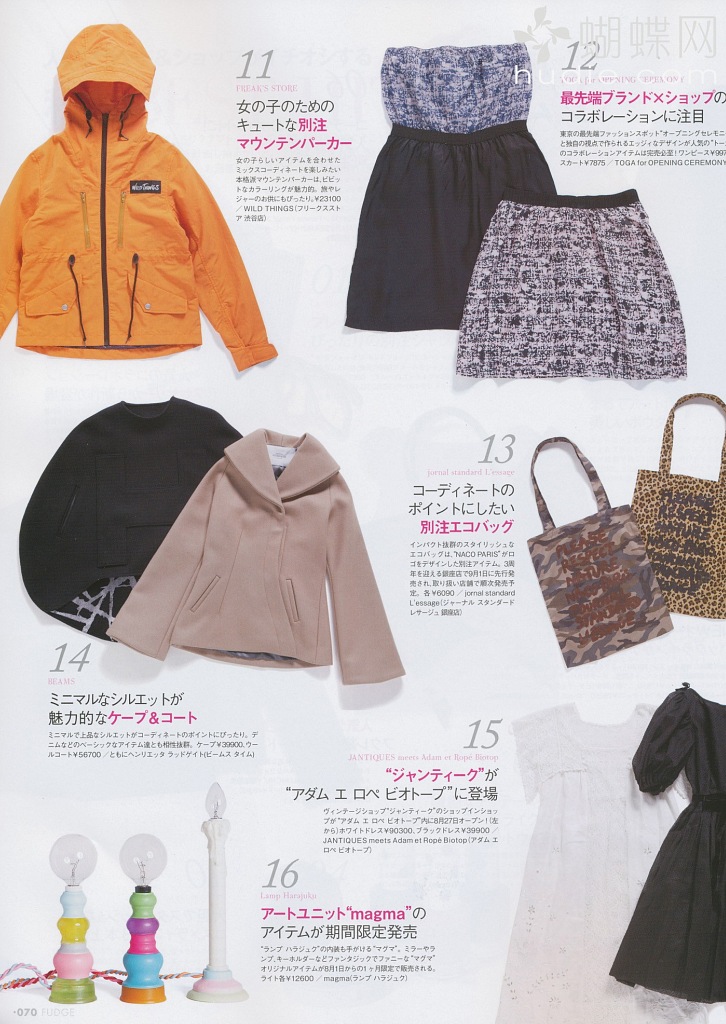 蝴蝶网
11
FREAK'S STORE
女の子のための
キュートな別注
マウンテンパーカー
女の子らしいアイテムを合わせた
ミックスコーディネートを楽しみたい
本格派マウンテンパーカーは、ビビッ
トなカラーリングが魅力的。旅やレ
ジャーのお供にもぴったり。¥23100
／WILD THINGS（フリークススト
ア 渋谷店）
WILD THINGS
12
TOGA for OPENING CEREMONY
最先端ブランド×ショップの
コラボレーションに注目
東京の最先端ファッションスポット“オープニングセレモニ
と独自の視点で作られるエッジィなデザインが人気の“トー
のコラボレーションアイテムは完売必至！ワンピース¥997
スカート¥7875／TOGA for OPENING CEREMONY
13
jornal standard L'essage
コーディネートの
ポイントにしたい
別注エコバッグ
インパクト抜群のスタイリッシュな
エコバッグは、“NACO PARIS”がロ
ゴをデザインした別注アイテム。3周
年を迎える銀座店で9月1日に先行発
売され、取り扱い店舗で順次発売予
定。各¥6090／jornal standard
L'essage（ジャーナル スタンダード
レサージュ 銀座店）
14
BEAMS
ミニマルなシルエットが
魅力的なケープ＆コート
ミニマルで上品なシルエットがコーディネートのポイントにぴったり。デ
ニムなどのベーシックなアイテム達とも相性抜群。ケープ¥39900、ウー
ルコート¥56700／ともにヘンリエッタ ラッドゲイト（ビームス タイム）
15
JANTIQUES meets Adam et Ropé Biotop
“ジャンティーク”が
“アダム エ ロペ ビオトープ”に登場
ヴィンテージショップ“ジャンティーク”のショップインショッ
プが“アダム エ ロペ ビオトープ”内に8月27日オープン！（左
から）ホワイトドレス¥90300、ブラックドレス¥39900／
JANTIQUES meets Adam et Ropé Biotop（アダム エ
ロペ ビオトープ）
16
Lamp Harajuku
アートユニット“magma”の
アイテムが期間限定発売
“ランプ ハラジュク”の内装も手がける“マグマ”。ミラーやラ
ンプ、キーホルダーなどファンタジックでファニーな“マグマ”
オリジナルアイテムが8月1日からの1ヶ月限定で販売される。
ライト各¥12600／magma（ランプ ハラジュク）
·070 FUDGE